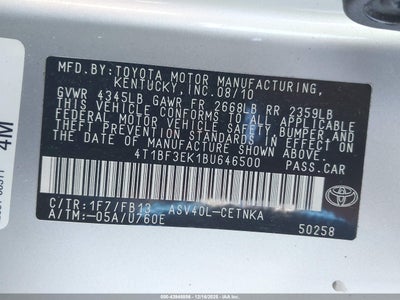 MFD.BY:TOYOTA MOTOR MANUFACTURING,
KENTUCKY,INC.08/10
GVWR 4345LB GAWR FR 2668LB RR 2359LB
THIS VEHICLE CONFORMS TO ALL APPLICABLE
FEDERAL MOTOR VEHICLE SAFETY,BUMPER,AND
THEFT PREVENTION STANDARDS IN EFFECT ON
THE DATE OF MANUFACTURE SHOWN ABOVE.
4T1BF3EK1BU646500 PASS.CAR
C/TR:1F7/FB13 ASV40L-CETNKA
A/TM:-05A/U760E
TOYOTA
50258
4M